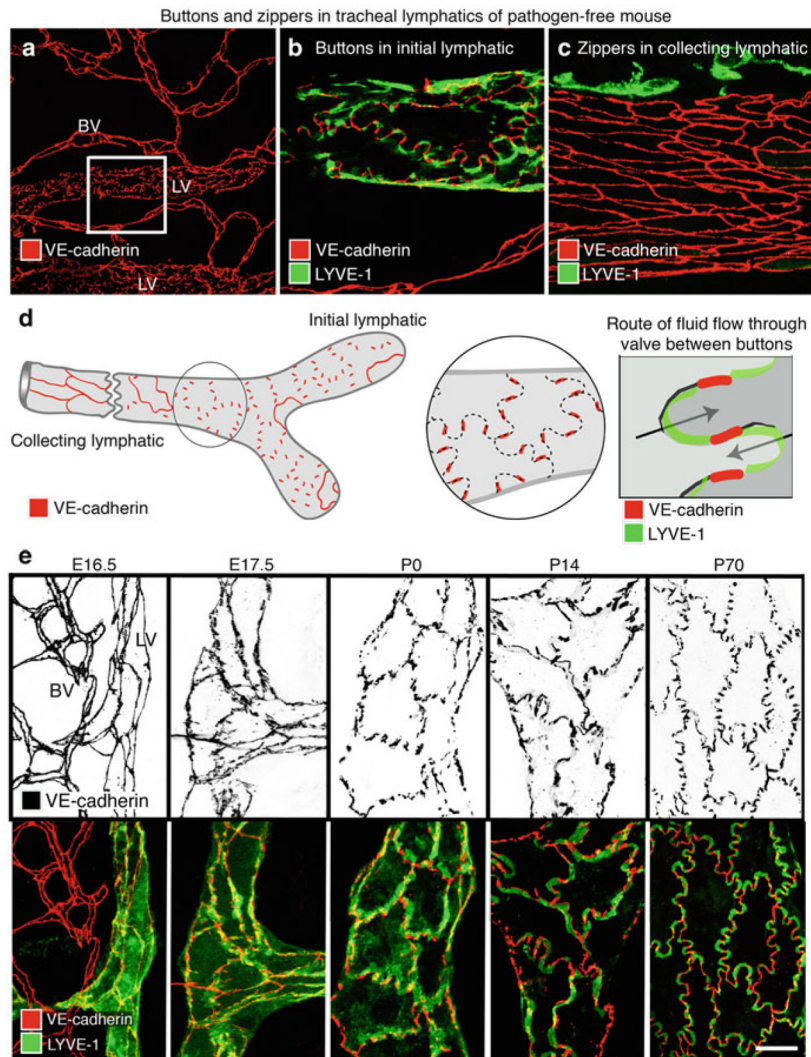 Buttons and zippers in tracheal lymphatics of pathogen-free mouse
a
BV
LV
LV
VE-cadherin
b Buttons in initial lymphatic
VE-cadherin
LYVE-1
c Zippers in collecting lymphatic
VE-cadherin
LYVE-1
d
Initial lymphatic
Collecting lymphatic
VE-cadherin
Route of fluid flow through
valve between buttons
VE-cadherin
LYVE-1
e
E16.5 E17.5 P0 P14 P70
LV
BV
VE-cadherin
VE-cadherin
LYVE-1